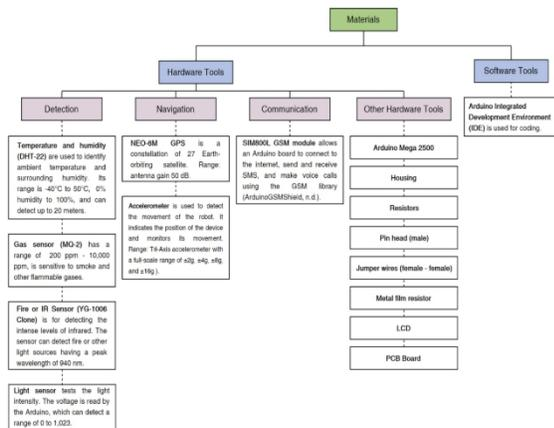 Materials
Hardware Tools
Software Tools
Detection
Navigation
Communication
Other Hardware Tools
Arduino Integrated
Development Environment
(IDE) is used for coding.
Temperature and humidity
(DHT-22) are used to identify
ambient temperature and
surrounding humidity. Its
range is -40°C to 50°C, 0%
humidity to 100%, and can
detect up to 20 meters.
Gas sensor (MQ-2) has a
range of 200 ppm - 10,000
ppm, is sensitive to smoke and
other flammable gases.
Fire or IR Sensor (YG-1006
Clone) is for detecting the
intense levels of infrared. The
sensor can detect fire or other
light sources having a peak
wavelength of 940 nm.
Light sensor tests the light
intensity. The voltage is read by
the Arduino, which can detect a
range of 0 to 1,023.
NEO-6M GPS is a
constellation of 27 Earth-
orbiting satellite. Range:
antenna gain 50 dB.
Accelerometer is used to detect
the movement of the robot. It
indicates the position of the device
and monitors its movement.
Range: Tri-Axis accelerometer with
a full-scale range of ±2g, ±4g, ±8g,
and ±16g ).
SIM800L GSM module allows
an Arduino board to connect to
the internet, send and receive
SMS, and make voice calls
using the GSM library
(ArduinoGSMShield, n.d.).
Arduino Mega 2500
Housing
Resistors
Pin head (male)
Jumper wires (female - female)
Metal film resistor
LCD
PCB Board